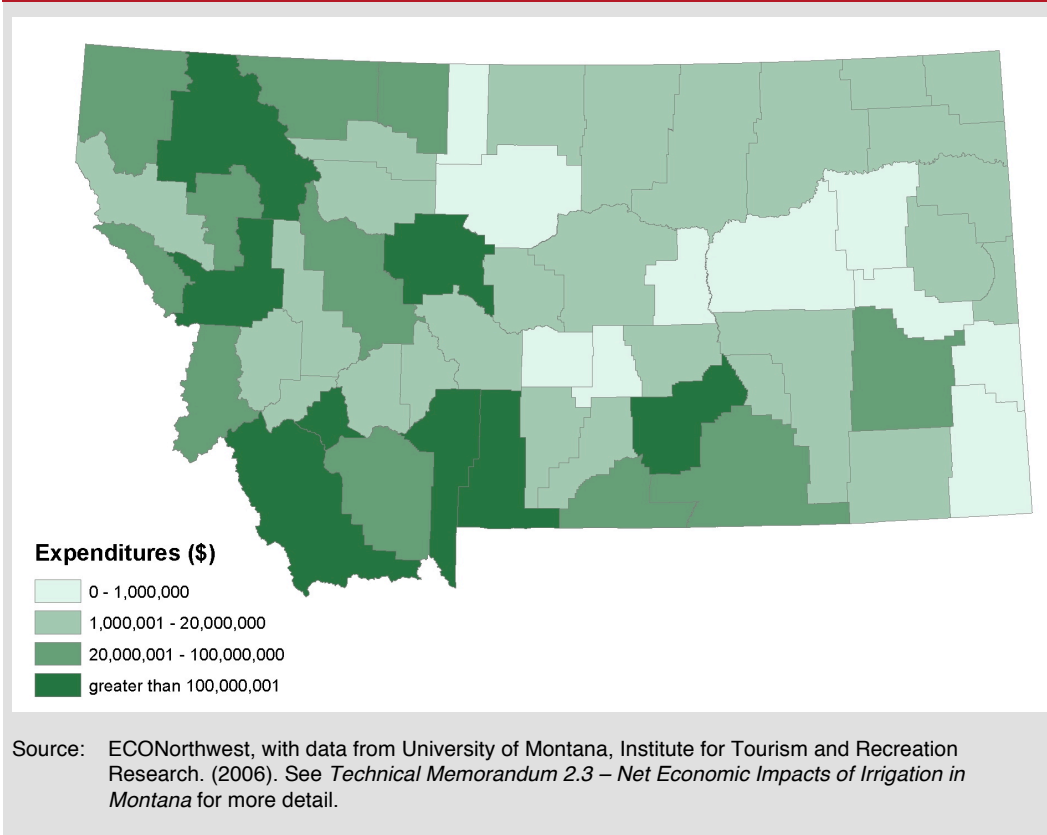 Expenditures ($)
0 - 1,000,000
1,000,001 - 20,000,000
20,000,001 - 100,000,000
greater than 100,000,001
Source: ECONorthwest, with data from University of Montana, Institute for Tourism and Recreation
Research. (2006). See Technical Memorandum 2.3 – Net Economic Impacts of Irrigation in
Montana for more detail.